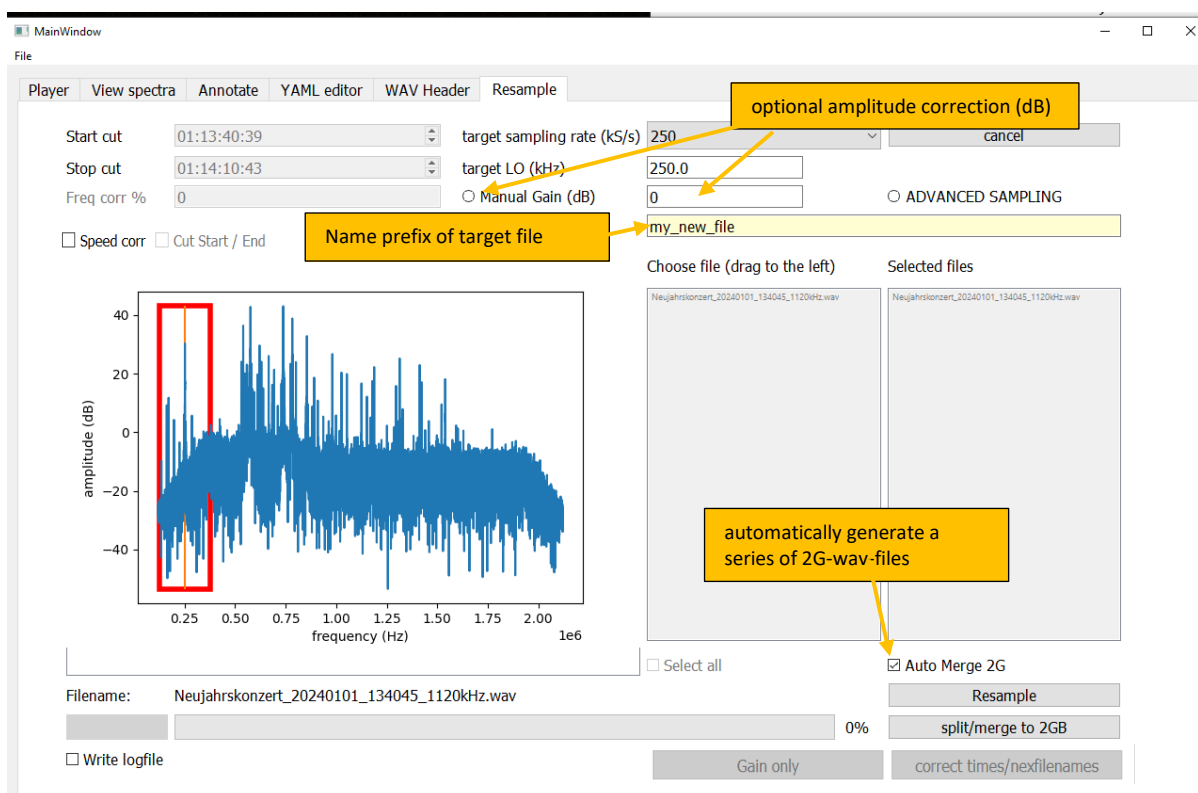 MainWindow
File
Player View spectra Annotate YAML editor WAV Header Resample
optional amplitude correction (dB)
Start cut 01:13:40:39 target sampling rate (kS/s) 250 cancel
Stop cut 01:14:10:43 target LO (kHz) 250.0
Freq corr % 0 Manual Gain (dB) 0 ADVANCED SAMPLING
Name prefix of target file my_new_file
Speed corr Cut Start / End
Choose file (drag to the left) Selected files
Neujahrskonzert_20240101_134045_1120kHz.wav Neujahrskonzert_20240101_134045_1120kHz.wav
40
20
0
−20
−40
amplitude (dB)
0.25 0.50 0.75 1.00 1.25 1.50 1.75 2.00
frequency (Hz) 1e6
automatically generate a
series of 2G-wav-files
Select all Auto Merge 2G
Filename: Neujahrskonzert_20240101_134045_1120kHz.wav Resample
0% split/merge to 2GB
Write logfile Gain only correct times/nexfilenames